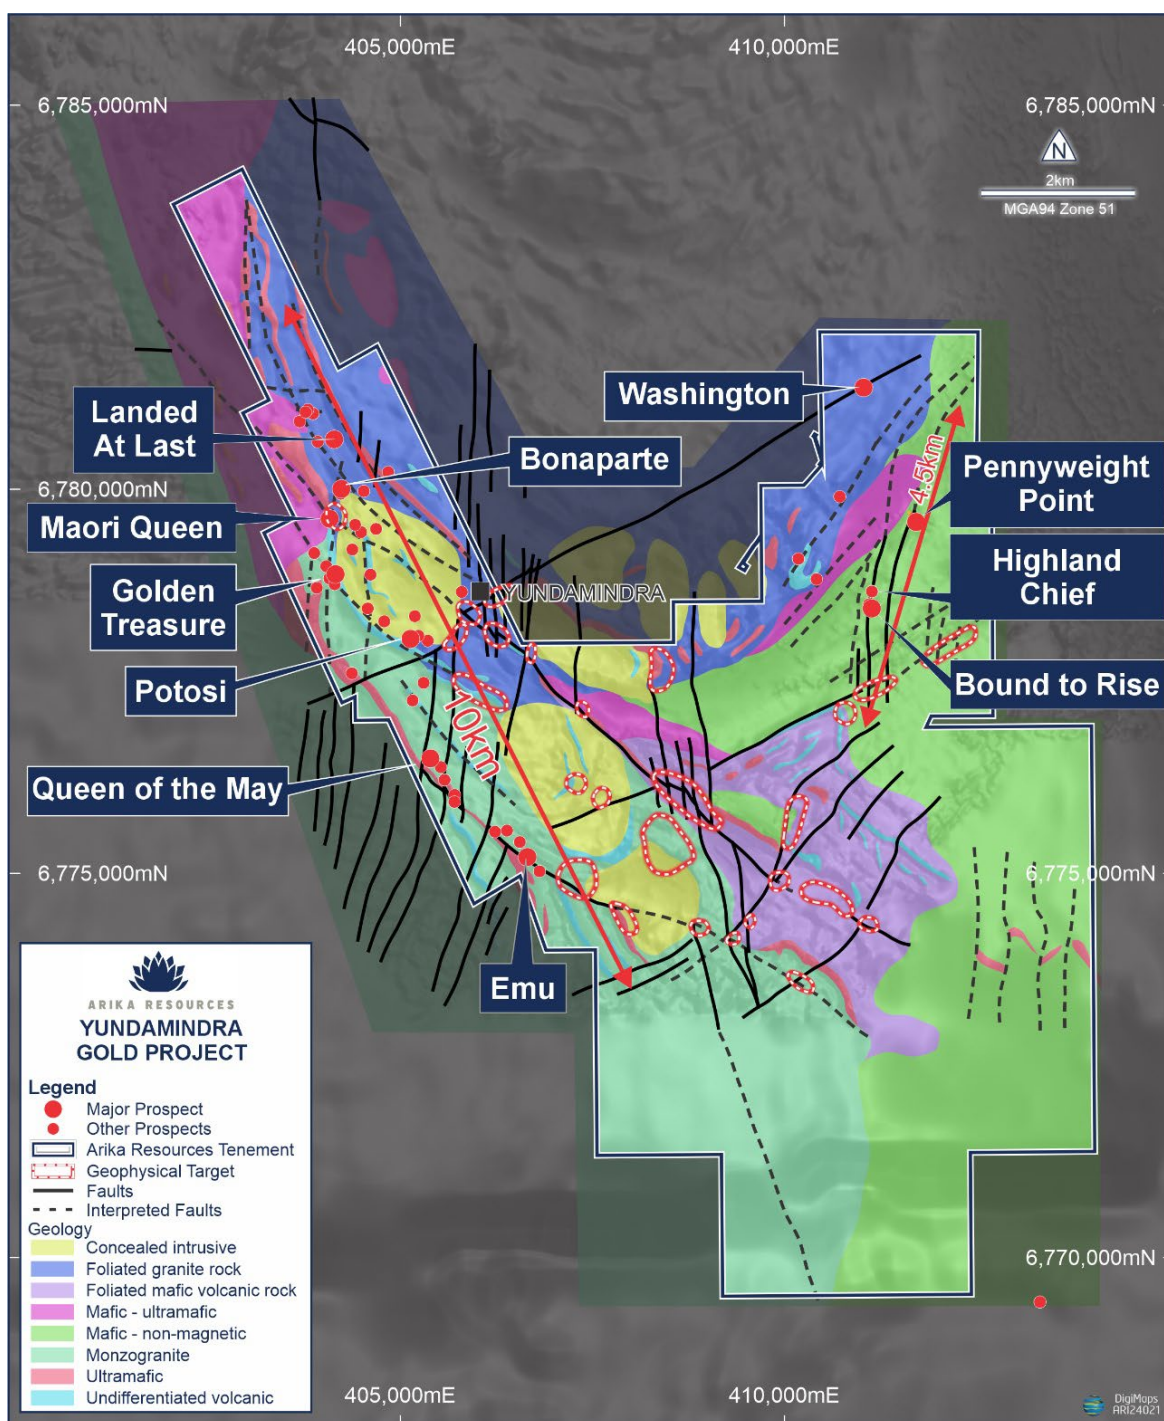 405,000mE
410,000mE
6,785,000mN
6,785,000mN
N
2km
MGA94 Zone 51
Landed
At Last
Washington
Bonaparte
4.5km
Pennyweight
Point
6,780,000mN
Maori Queen
Highland
Chief
Golden
Treasure
YUNDAMINDRA
Potosi
Bound to Rise
10km
Queen of the May
6,775,000mN
6,775,000mN
Emu
ARIKA RESOURCES
YUNDAMINDRA
GOLD PROJECT
Legend
Major Prospect
Other Prospects
Arika Resources Tenement
Geophysical Target
Faults
Interpreted Faults
Geology
Concealed intrusive
Foliated granite rock
Foliated mafic volcanic rock
Mafic - ultramafic
Mafic - non-magnetic
Monzogranite
Ultramafic
Undifferentiated volcanic
6,770,000mN
405,000mE
410,000mE
DigiMaps
ARI24021